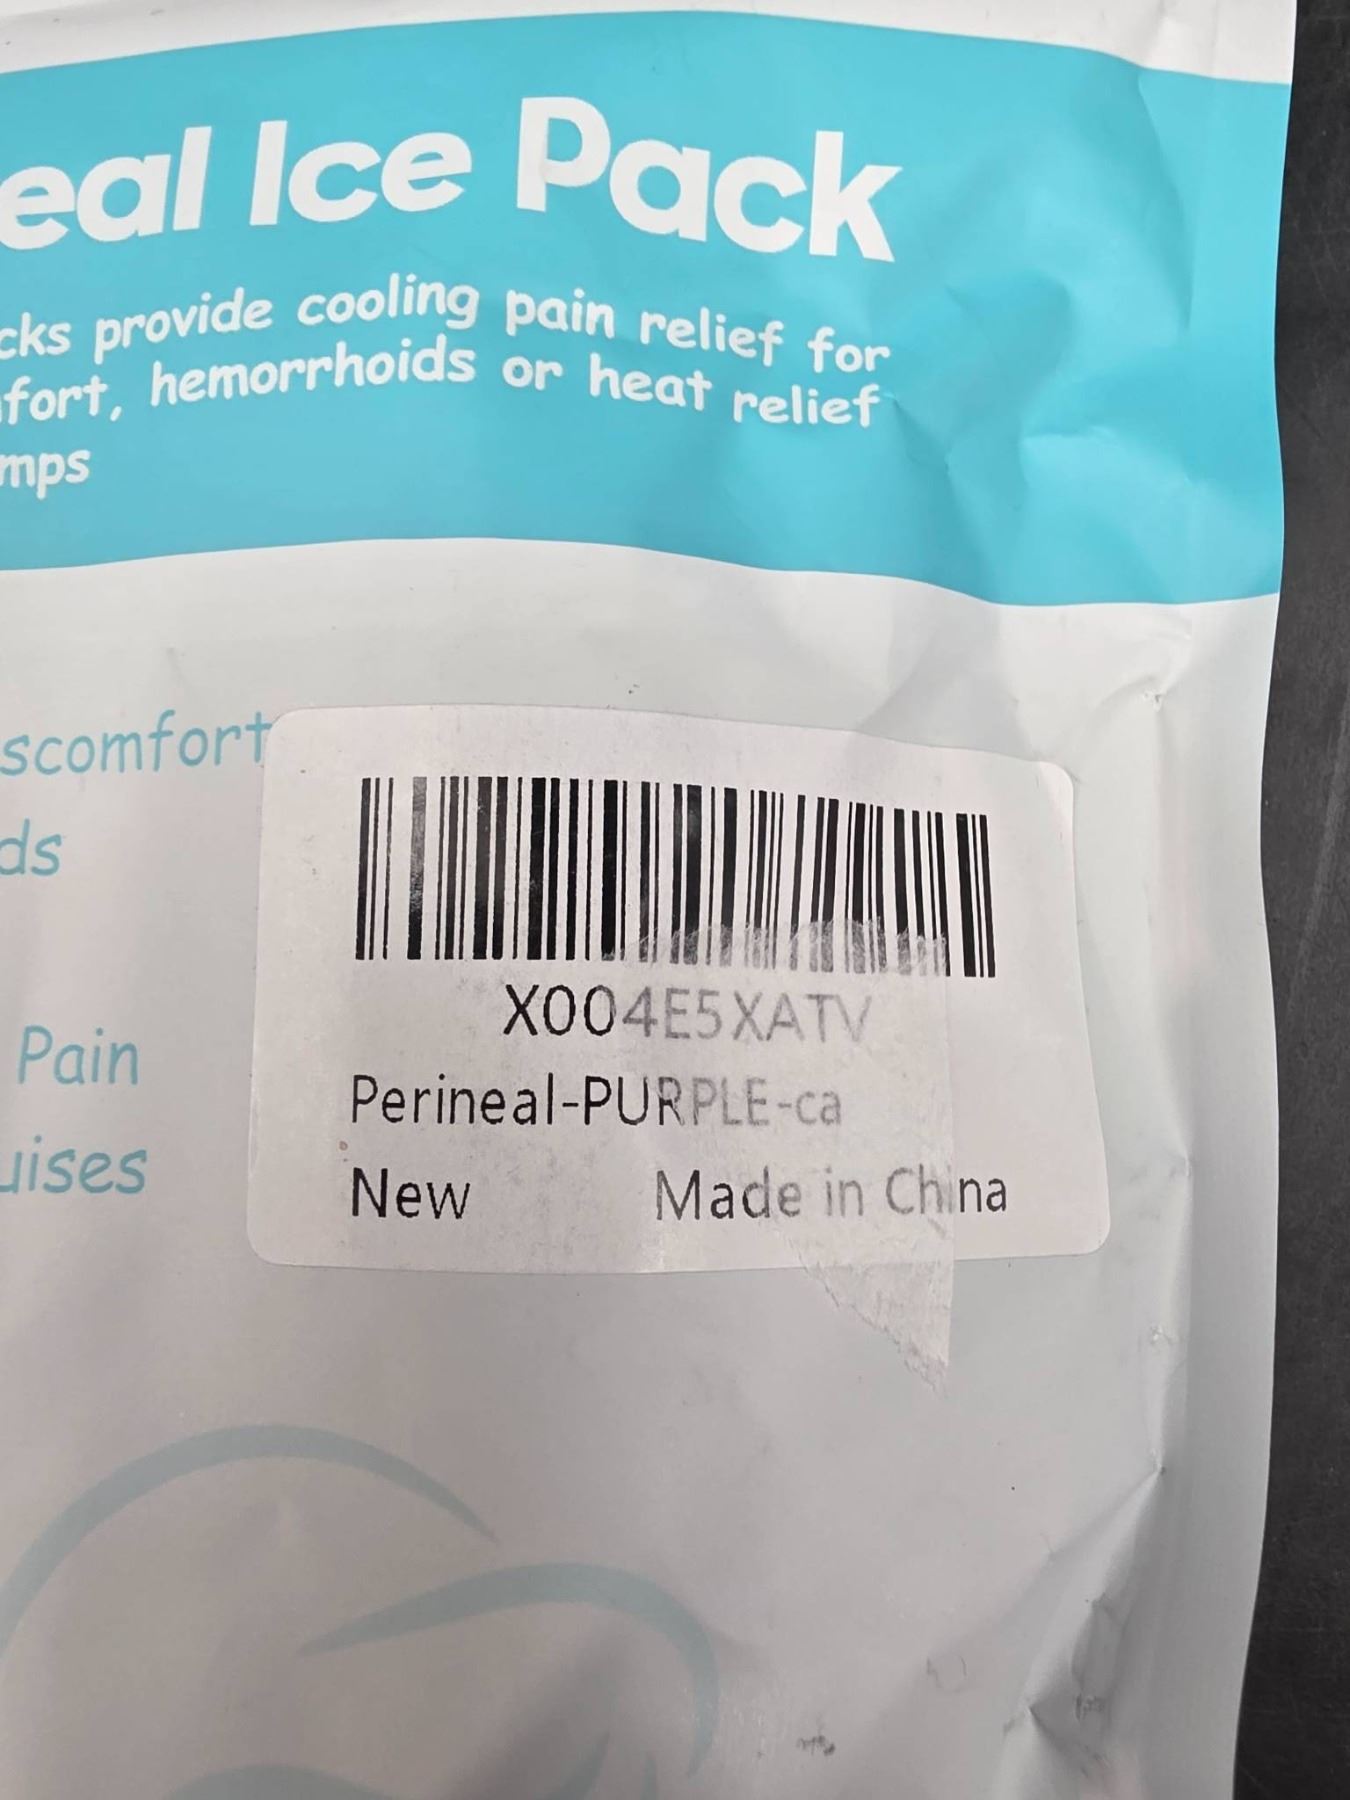 eal Ice Pack
cks provide cooling pain relief for
fort, hemorrhoids or heat relief
mps
scomfort
ds
Pain
uises
X004E5XATV
Perineal-PURPLE-ca
New Made in China